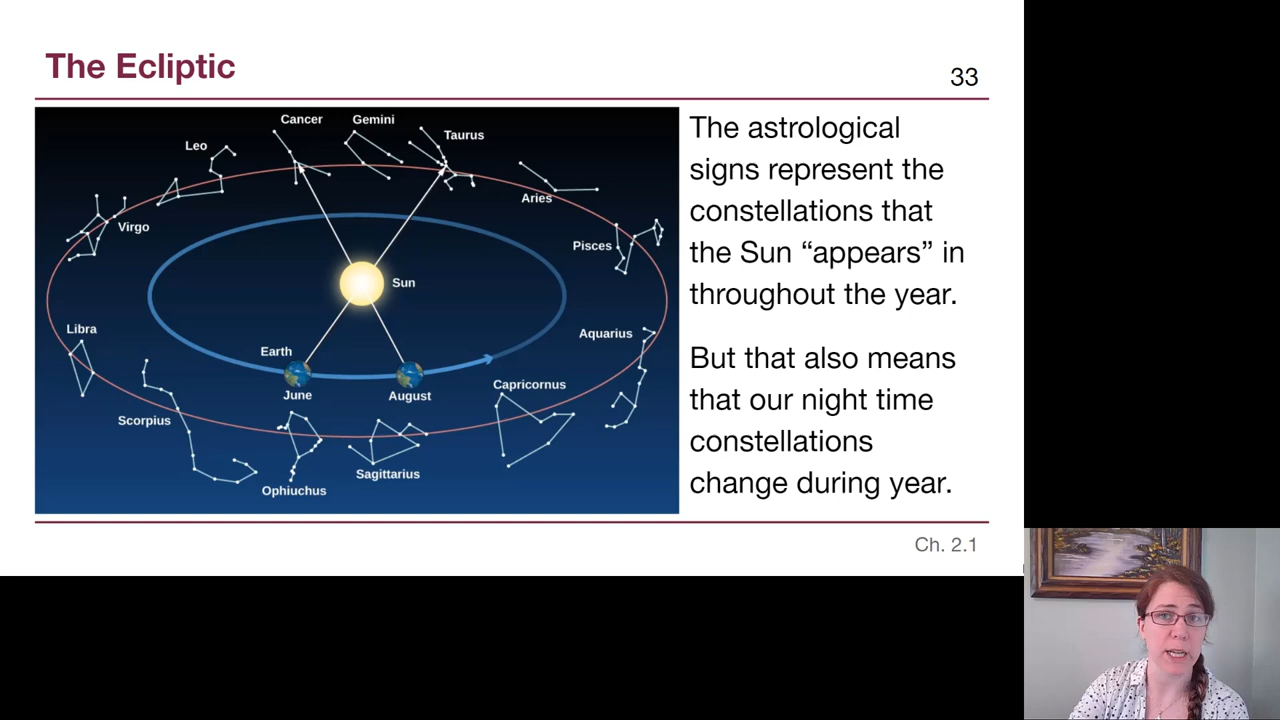 The Ecliptic
33
Cancer
Gemini
Taurus
Leo
Aries
Virgo
Pisces
Sun
Libra
Aquarius
Earth
June
August
Capricornus
Scorpius
Sagittarius
Ophiuchus
The astrological
signs represent the
constellations that
the Sun “appears” in
throughout the year.
But that also means
that our night time
constellations
change during year.
Ch. 2.1